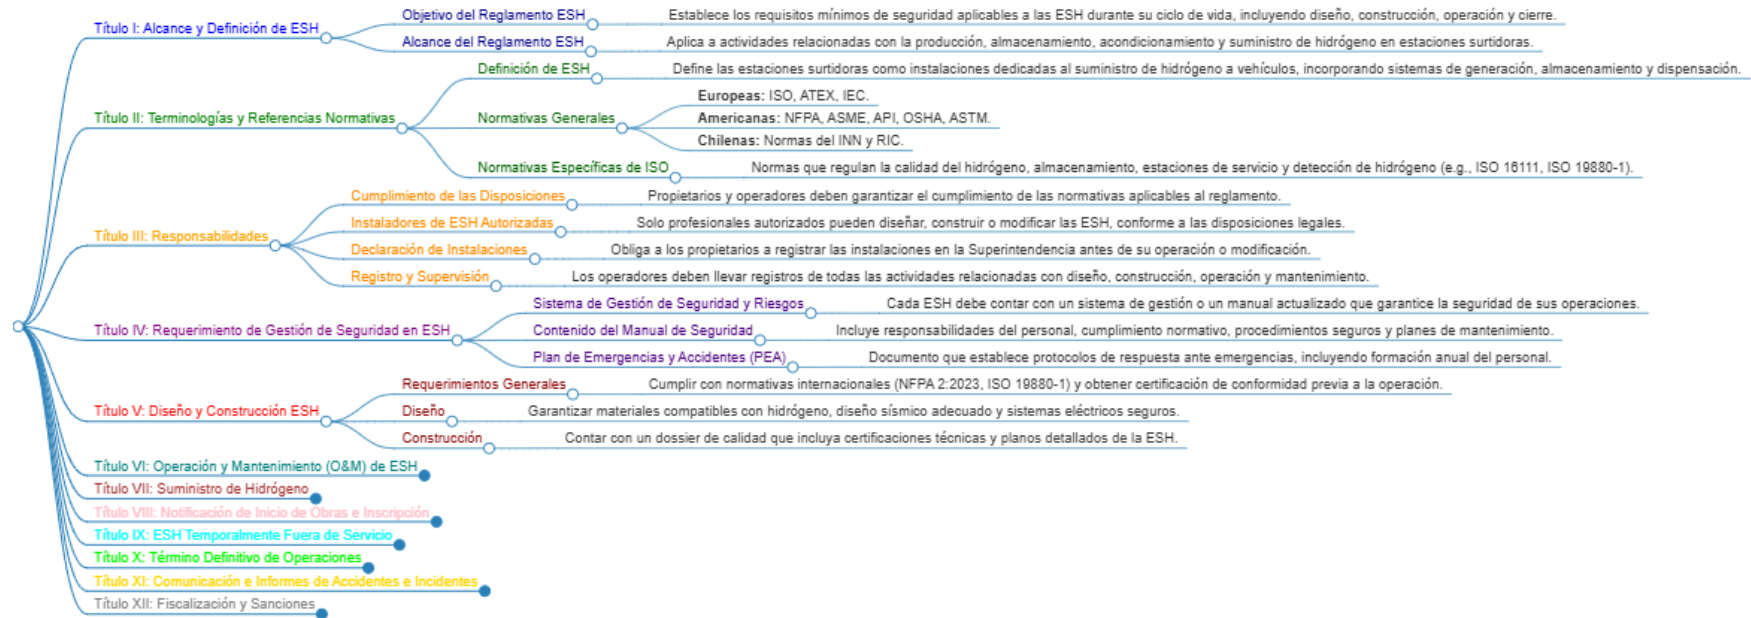 Título I: Alcance y Definición de ESH
Objetivo del Reglamento ESH
Establece los requisitos mínimos de seguridad aplicables a las ESH durante su ciclo de vida, incluyendo diseño, construcción, operación y cierre.
Alcance del Reglamento ESH
Aplica a actividades relacionadas con la producción, almacenamiento, acondicionamiento y suministro de hidrógeno en estaciones surtidoras.
Título II: Terminologías y Referencias Normativas
Definición de ESH
Define las estaciones surtidoras como instalaciones dedicadas al suministro de hidrógeno a vehículos, incorporando sistemas de generación, almacenamiento y dispensación.
Normativas Generales
Europeas: ISO, ATEX, IEC.
Americanas: NFPA, ASME, API, OSHA, ASTM.
Chilenas: Normas del INN y RIC.
Normativas Específicas de ISO
Normas que regulan la calidad del hidrógeno, almacenamiento, estaciones de servicio y detección de hidrógeno (e.g., ISO 16111, ISO 19880-1).
Título III: Responsabilidades
Cumplimiento de las Disposiciones
Propietarios y operadores deben garantizar el cumplimiento de las normativas aplicables al reglamento.
Instaladores de ESH Autorizadas
Solo profesionales autorizados pueden diseñar, construir o modificar las ESH, conforme a las disposiciones legales.
Declaración de Instalaciones
Obliga a los propietarios a registrar las instalaciones en la Superintendencia antes de su operación o modificación.
Registro y Supervisión
Los operadores deben llevar registros de todas las actividades relacionadas con diseño, construcción, operación y mantenimiento.
Título IV: Requerimiento de Gestión de Seguridad en ESH
Sistema de Gestión de Seguridad y Riesgos
Cada ESH debe contar con un sistema de gestión o un manual actualizado que garantice la seguridad de sus operaciones.
Contenido del Manual de Seguridad
Incluye responsabilidades del personal, cumplimiento normativo, procedimientos seguros y planes de mantenimiento.
Plan de Emergencias y Accidentes (PEA)
Documento que establece protocolos de respuesta ante emergencias, incluyendo formación anual del personal.
Título V: Diseño y Construcción ESH
Requerimientos Generales
Cumplir con normativas internacionales (NFPA 2:2023, ISO 19880-1) y obtener certificación de conformidad previa a la operación.
Diseño
Garantizar materiales compatibles con hidrógeno, diseño sísmico adecuado y sistemas eléctricos seguros.
Construcción
Contar con un dossier de calidad que incluya certificaciones técnicas y planos detallados de la ESH.
Título VI: Operación y Mantenimiento (O&M) de ESH
Título VII: Suministro de Hidrógeno
Título VIII: Notificación de Inicio de Obras e Inscripción
Título IX: ESH Temporalmente Fuera de Servicio
Título X: Término Definitivo de Operaciones
Título XI: Comunicación e Informes de Accidentes e Incidentes
Título XII: Fiscalización y Sanciones